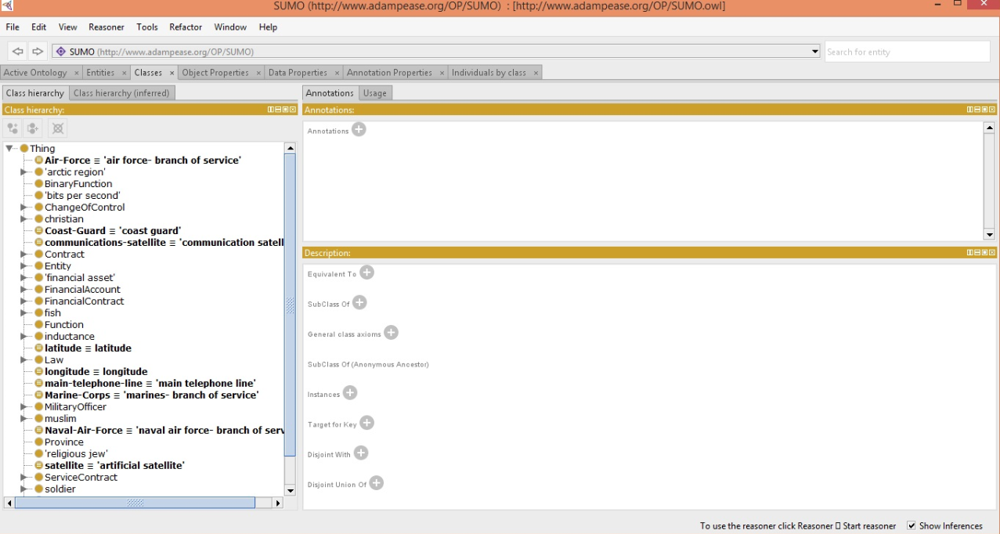 SUMO (http://www.adampease.org/OP/SUMO) : [http://www.adampease.org/OP/SUMO.owl]
File Edit View Reasoner Tools Refactor Window Help
SUMO (http://www.adampease.org/OP/SUMO) Search for entity
Active Ontology × Entities × Classes × Object Properties × Data Properties × Annotation Properties × Individuals by class ×
Class hierarchy Class hierarchy (inferred)
Class hierarchy:
Thing
Air-Force ≡ 'air force- branch of service'
'arctic region'
BinaryFunction
'bits per second'
ChangeOfControl
christian
Coast-Guard ≡ 'coast guard'
communications-satellite ≡ 'communication satell
Contract
Entity
'financial asset'
FinancialAccount
FinancialContract
fish
Function
inductance
latitude ≡ latitude
Law
longitude ≡ longitude
main-telephone-line ≡ 'main telephone line'
Marine-Corps ≡ 'marines- branch of service'
MilitaryOfficer
muslim
Naval-Air-Force ≡ 'naval air force- branch of serv
Province
'religious jew'
satellite ≡ 'artificial satellite'
ServiceContract
soldier
Annotations Usage
Annotations:
Annotations
Description:
Equivalent To
SubClass Of
General class axioms
SubClass Of (Anonymous Ancestor)
Instances
Target for Key
Disjoint With
Disjoint Union Of
To use the reasoner click Reasoner ▯ Start reasoner Show Inferences